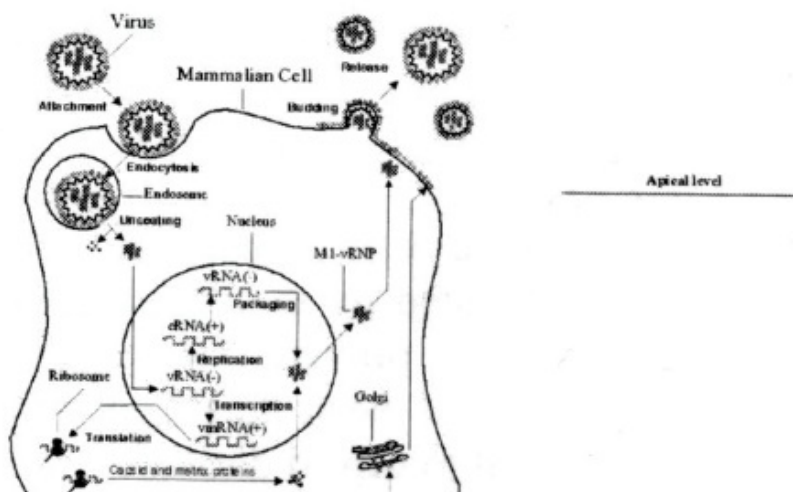 Virus
Release
Mammalian Cell
Attachment
Budding
Endocytosis
Endosome
Apical level
Uncoating
Nucleus
M1-vRNP
vRNA(-)
Packaging
cRNA(+)
Replication
vRNA(-)
Ribosome
Transcription
Golgi
vmRNA(+)
Translation
Capsid and matrix proteins